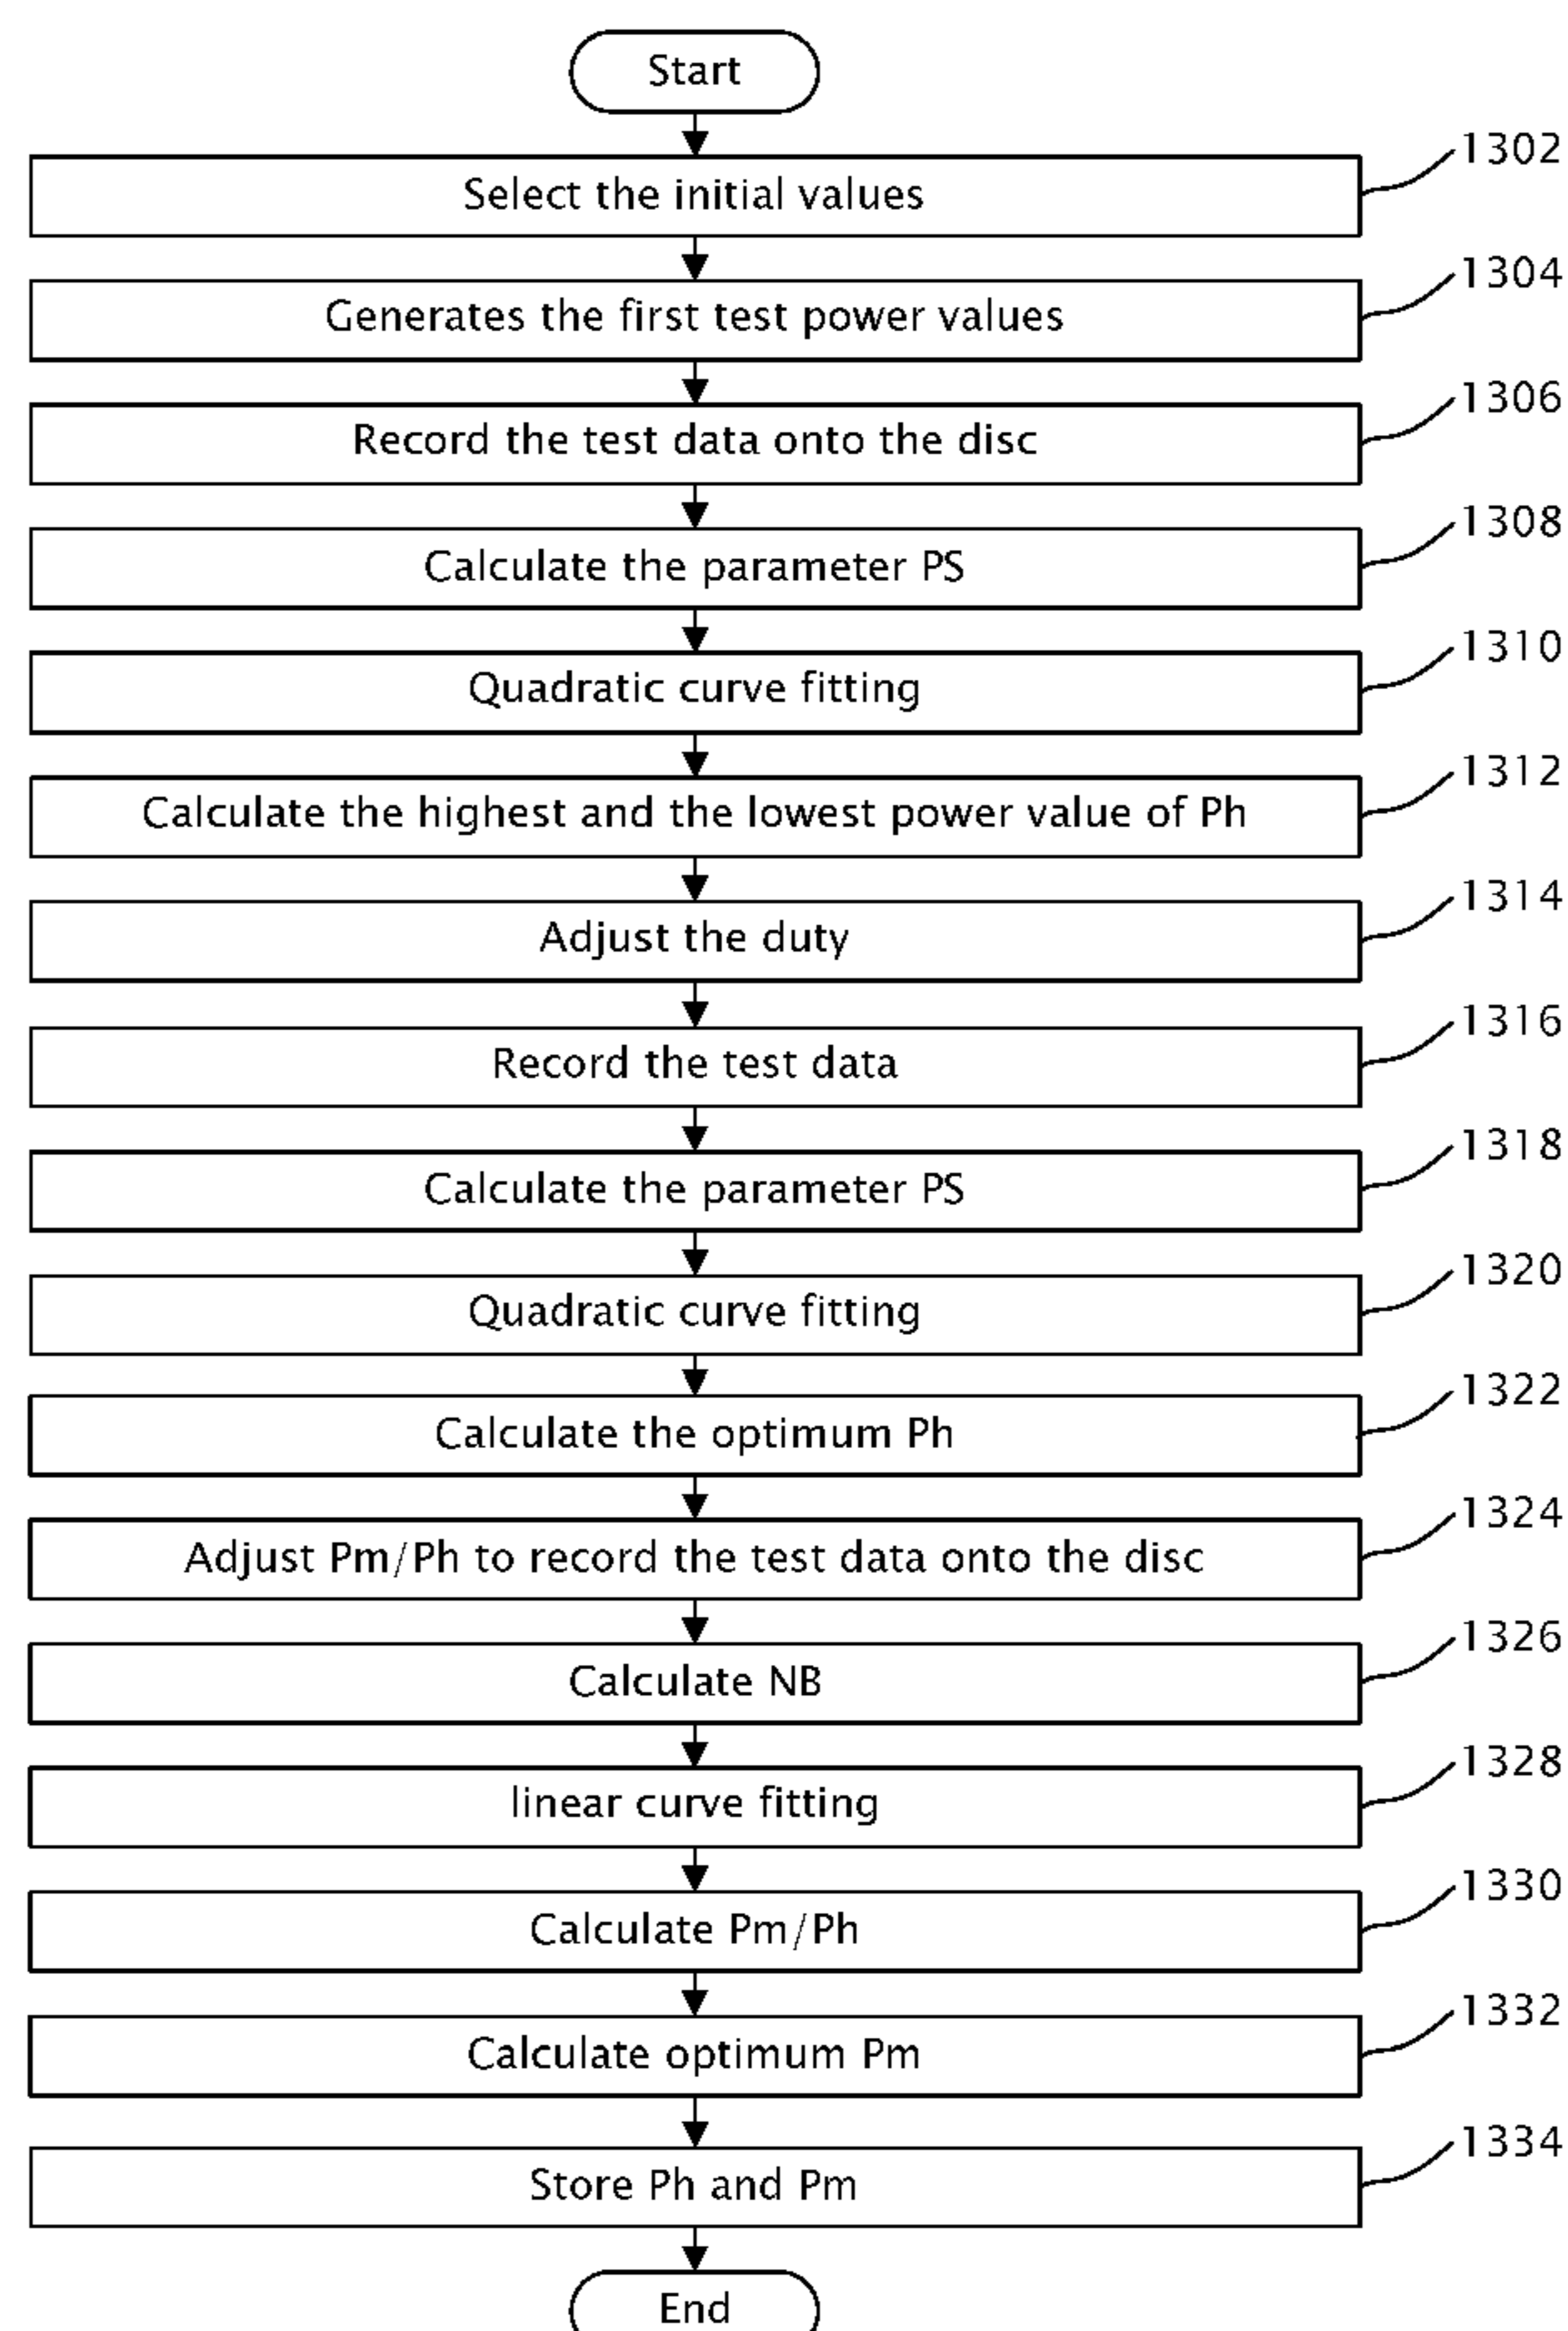 Start
1302
Select the initial values
1304
Generates the first test power values
1306
Record the test data onto the disc
1308
Calculate the parameter PS
1310
Quadratic curve fitting
1312
Calculate the highest and the lowest power value of Ph
1314
Adjust the duty
1316
Record the test data
1318
Calculate the parameter PS
1320
Quadratic curve fitting
1322
Calculate the optimum Ph
1324
Adjust Pm/Ph to record the test data onto the disc
1326
Calculate NB
1328
linear curve fitting
1330
Calculate Pm/Ph
1332
Calculate optimum Pm
1334
Store Ph and Pm
End